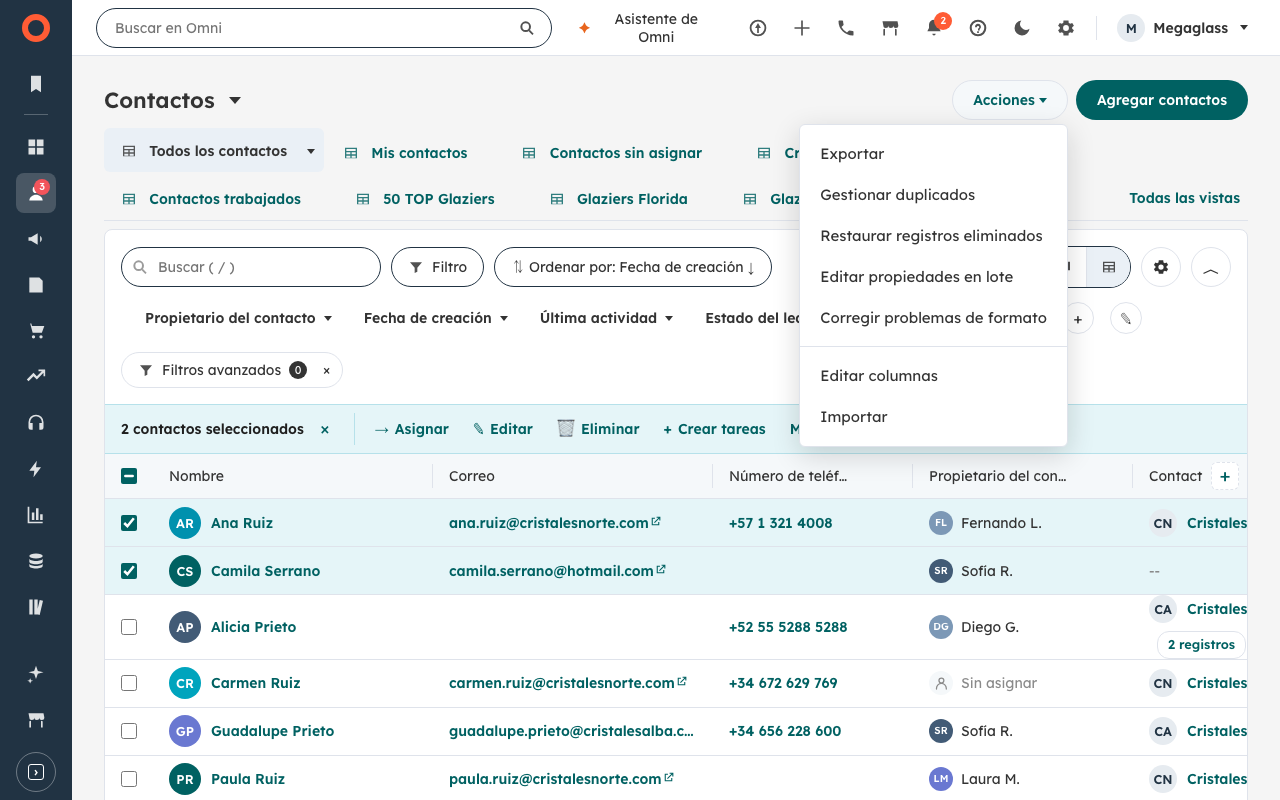 Buscar en Omni
Asistente de
Omni
2
M
Megaglass
3
Contactos
Acciones
Agregar contactos
Todos los contactos
Mis contactos
Contactos sin asignar
Contactos trabajados
50 TOP Glaziers
Glaziers Florida
Todas las vistas
Exportar
Gestionar duplicados
Restaurar registros eliminados
Editar propiedades en lote
Corregir problemas de formato
Editar columnas
Importar
Buscar ( / )
Filtro
Ordenar por: Fecha de creación ↓
Propietario del contacto
Fecha de creación
Última actividad
Estado del
+
Filtros avanzados 0 ×
2 contactos seleccionados ×
→ Asignar
Editar
Eliminar
+ Crear tareas
Nombre
Correo
Número de teléf...
Propietario del con...
Contact
+
AR Ana Ruiz ana.ruiz@cristalesnorte.com +57 1 321 4008 FL Fernando L. CN Cristales
CS Camila Serrano camila.serrano@hotmail.com SR Sofía R. --
AP Alicia Prieto +52 55 5288 5288 DG Diego G. CA Cristales
2 registros
CR Carmen Ruiz carmen.ruiz@cristalesnorte.com +34 672 629 769 Sin asignar CN Cristales
GP Guadalupe Prieto guadalupe.prieto@cristalesalba.c... +34 656 228 600 SR Sofía R. CA Cristales
PR Paula Ruiz paula.ruiz@cristalesnorte.com LM Laura M. CN Cristales